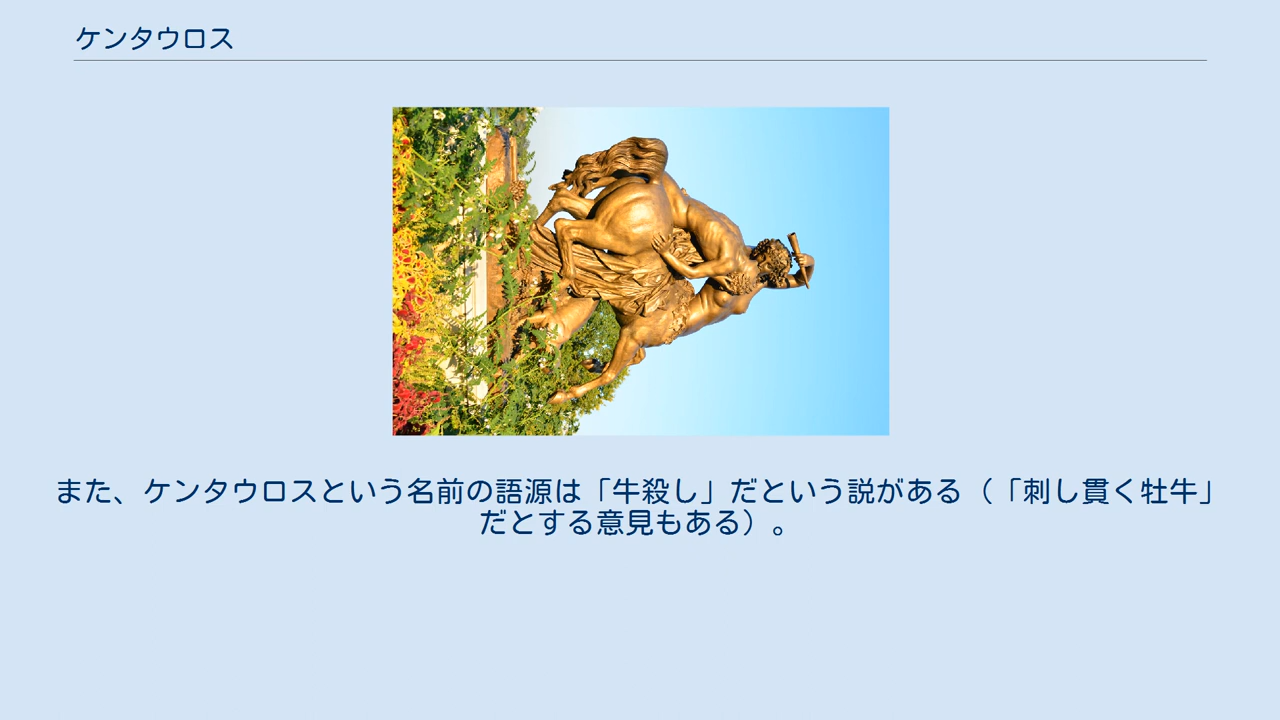 ケンタウロス
また、ケンタウロスという名前の語源は「牛殺し」だという説がある（「刺し貫く牡牛」
だとする意見もある）。